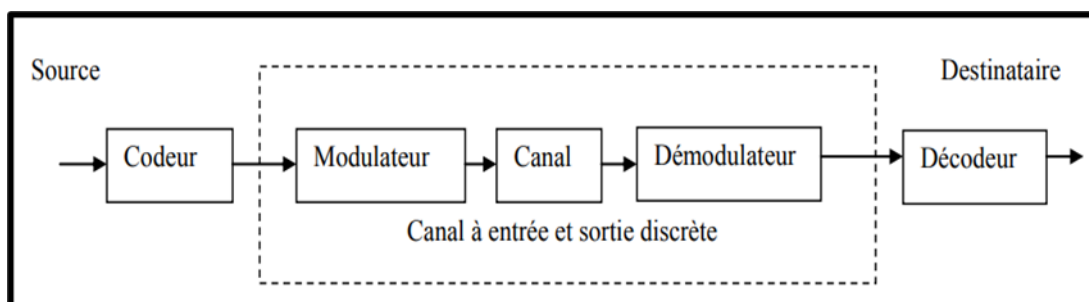 Source
Destinataire
Codeur
Modulateur
Canal
Démodulateur
Décodeur
Canal à entrée et sortie discrète